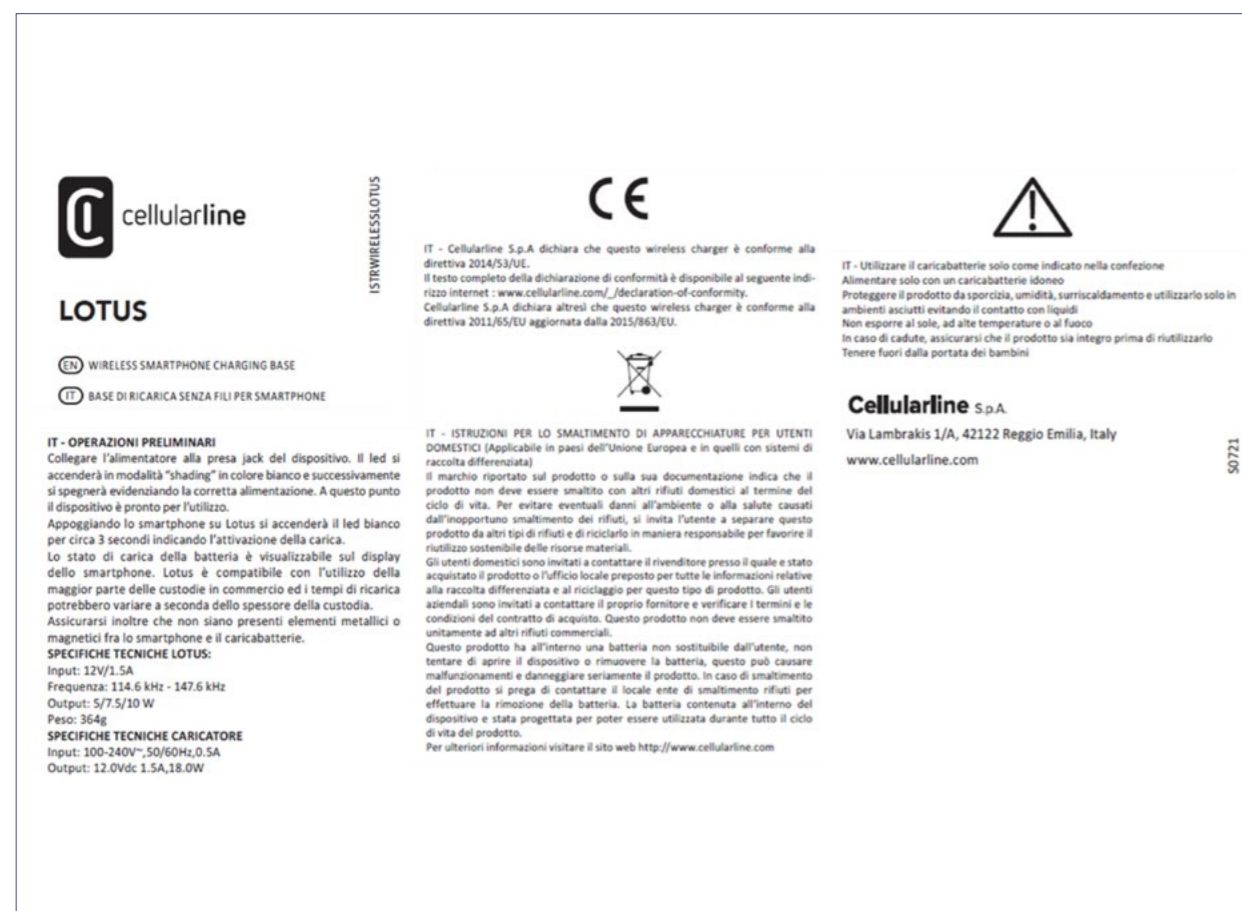 cellularline
ISTRWIRELESSLOTUS
LOTUS
EN WIRELESS SMARTPHONE CHARGING BASE
IT BASE DI RICARICA SENZA FILI PER SMARTPHONE
IT - OPERAZIONI PRELIMINARI
Collegare l'alimentatore alla presa jack del dispositivo. Il led si
accenderà in modalità "shading" in colore bianco e successivamente
si spegnerà evidenziando la corretta alimentazione. A questo punto
il dispositivo è pronto per l'utilizzo.
Appoggiando lo smartphone su Lotus si accenderà il led bianco
per circa 3 secondi indicando l'attivazione della carica.
Lo stato di carica della batteria è visualizzabile sul display
dello smartphone. Lotus è compatibile con l'utilizzo della
maggior parte delle custodie in commercio ed i tempi di ricarica
potrebbero variare a seconda dello spessore della custodia.
Assicurarsi inoltre che non siano presenti elementi metallici o
magnetici fra lo smartphone e il caricabatterie.
SPECIFICHE TECNICHE LOTUS:
Input: 12V/1.5A
Frequenza: 114.6 kHz - 147.6 kHz
Output: 5/7.5/10 W
Peso: 364g
SPECIFICHE TECNICHE CARICATORE
Input: 100-240V~,50/60Hz,0.5A
Output: 12.0Vdc 1.5A,18.0W
CE
IT - Cellularline S.p.A dichiara che questo wireless charger è conforme alla
direttiva 2014/53/UE.
Il testo completo della dichiarazione di conformità è disponibile al seguente indi-
rizzo internet : www.cellularline.com/_/declaration-of-conformity.
Cellularline S.p.A dichiara altresì che questo wireless charger è conforme alla
direttiva 2011/65/EU aggiornata dalla 2015/863/EU.
IT - ISTRUZIONI PER LO SMALTIMENTO DI APPARECCHIATURE PER UTENTI
DOMESTICI (Applicabile in paesi dell'Unione Europea e in quelli con sistemi di
raccolta differenziata)
Il marchio riportato sul prodotto o sulla sua documentazione indica che il
prodotto non deve essere smaltito con altri rifiuti domestici al termine del
ciclo di vita. Per evitare eventuali danni all'ambiente o alla salute causati
dall'inopportuno smaltimento dei rifiuti, si invita l'utente a separare questo
prodotto da altri tipi di rifiuti e di riciclarlo in maniera responsabile per favorire il
riutilizzo sostenibile delle risorse materiali.
Gli utenti domestici sono invitati a contattare il rivenditore presso il quale e stato
acquistato il prodotto o l'ufficio locale preposto per tutte le informazioni relative
alla raccolta differenziata e al riciclaggio per questo tipo di prodotto. Gli utenti
aziendali sono invitati a contattare il proprio fornitore e verificare i termini e le
condizioni del contratto di acquisto. Questo prodotto non deve essere smaltito
unitamente ad altri rifiuti commerciali.
Questo prodotto ha all'interno una batteria non sostituibile dall'utente, non
tentare di aprire il dispositivo o rimuovere la batteria, questo può causare
malfunzionamenti e danneggiare seriamente il prodotto. In caso di smaltimento
del prodotto si prega di contattare il locale ente di smaltimento rifiuti per
effettuare la rimozione della batteria. La batteria contenuta all'interno del
dispositivo e stata progettata per poter essere utilizzata durante tutto il ciclo
di vita del prodotto.
Per ulteriori informazioni visitare il sito web http://www.cellularline.com
IT - Utilizzare il caricabatterie solo come indicato nella confezione
Alimentare solo con un caricabatterie idoneo
Proteggere il prodotto da sporcizia, umidità, surriscaldamento e utilizzarlo solo in
ambienti asciutti evitando il contatto con liquidi
Non esporre al sole, ad alte temperature o al fuoco
In caso di cadute, assicurarsi che il prodotto sia integro prima di riutilizzarlo
Tenere fuori dalla portata dei bambini
Cellularline S.p.A.
Via Lambrakis 1/A, 42122 Reggio Emilia, Italy
www.cellularline.com
S0721